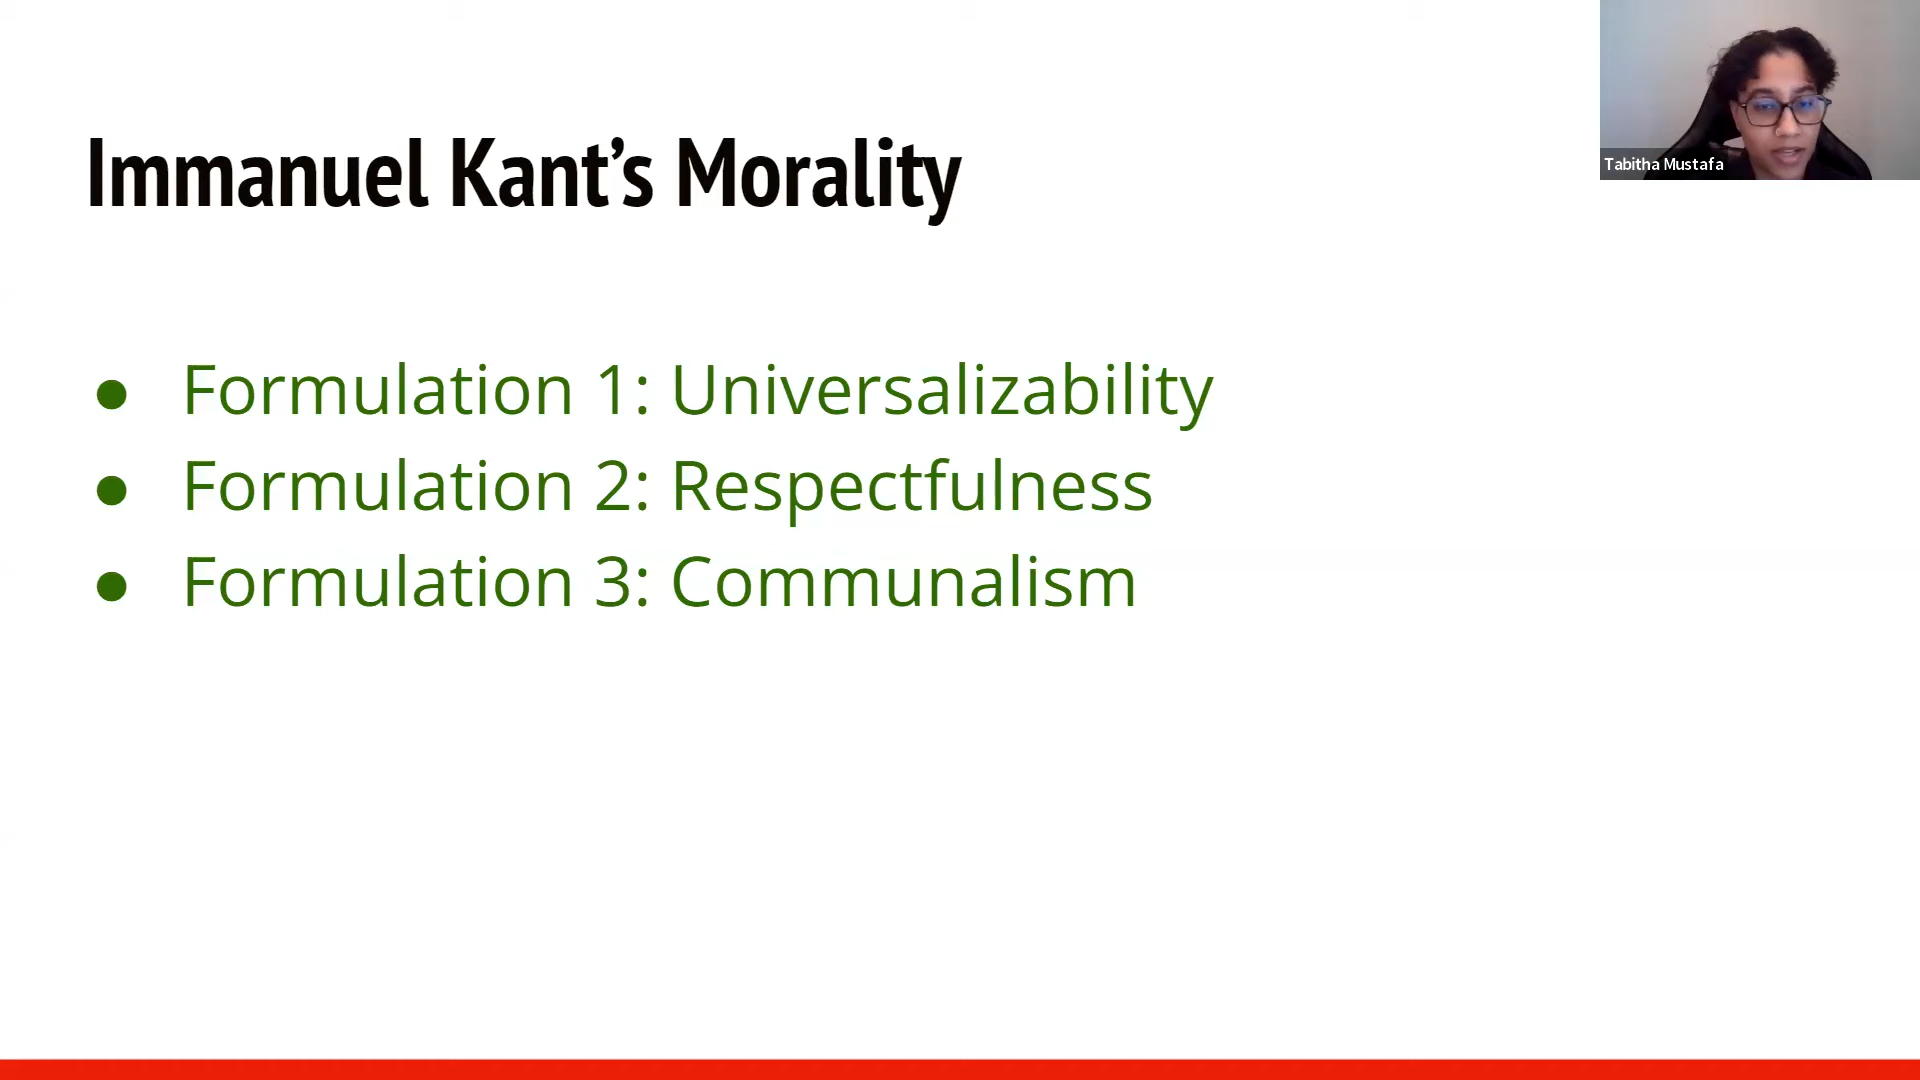 Immanuel Kant’s Morality
Tabitha Mustafa
● Formulation 1: Universalizability
● Formulation 2: Respectfulness
● Formulation 3: Communalism